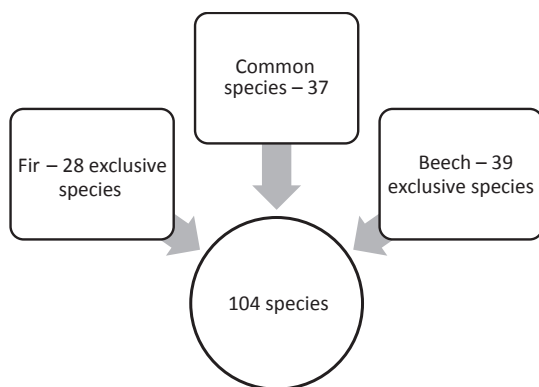 Common
species – 37
Fir – 28 exclusive
species
Beech – 39
exclusive species
104 species